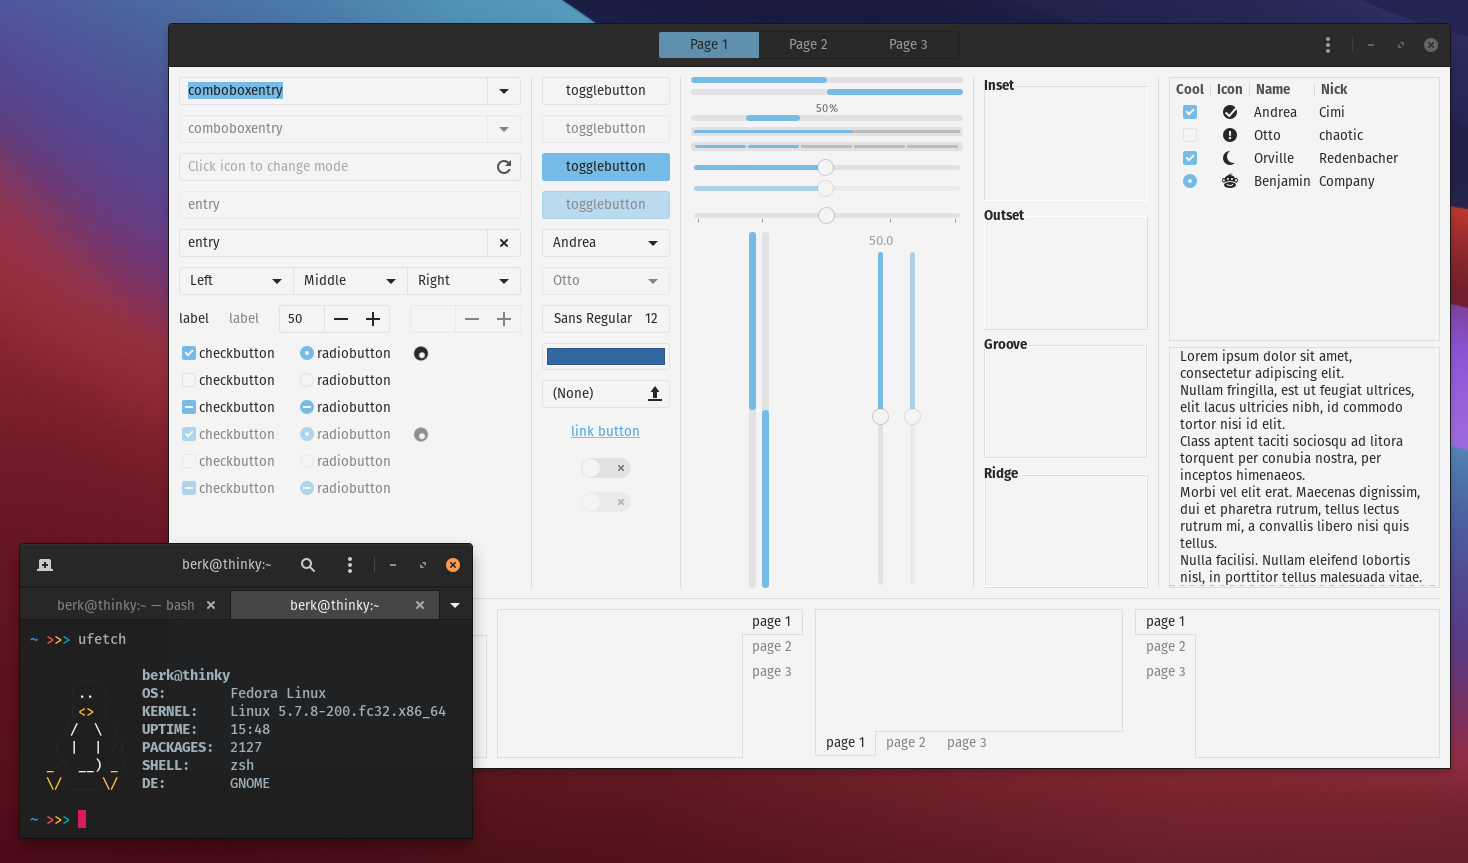 Page 1
Page 2
Page 3
comboboxentry
comboboxentry
Click icon to change mode
entry
entry
Left
Middle
Right
label
label
50
checkbutton
radiobutton
checkbutton
radiobutton
checkbutton
radiobutton
checkbutton
radiobutton
checkbutton
radiobutton
checkbutton
radiobutton
togglebutton
togglebutton
togglebutton
togglebutton
Andrea
Otto
Sans Regular 12
(None)
link button
50%
50.0
Inset
Outset
Groove
Ridge
Cool Icon Name Nick
Andrea Cimi
Otto chaotic
Orville Redenbacher
Benjamin Company
Lorem ipsum dolor sit amet,
consectetur adipiscing elit.
Nullam fringilla, est ut feugiat ultrices,
elit lacus ultricies nibh, id commodo
tortor nisi id elit.
Class aptent taciti sociosqu ad litora
torquent per conubia nostra, per
inceptos himenaeos.
Morbi vel elit erat. Maecenas dignissim,
dui et pharetra rutrum, tellus lectus
rutrum mi, a convallis libero nisi quis
tellus.
Nulla facilisi. Nullam eleifend lobortis
nisl, in porttitor tellus malesuada vitae.
page 1
page 2
page 3
page 1
page 2
page 3
page 1
page 2
page 3
berk@thinky:~
berk@thinky:~ — bash
berk@thinky:~
~ >>> ufetch
berk@thinky
OS: Fedora Linux
KERNEL: Linux 5.7.8-200.fc32.x86_64
UPTIME: 15:48
PACKAGES: 2127
SHELL: zsh
DE: GNOME
~ >>>